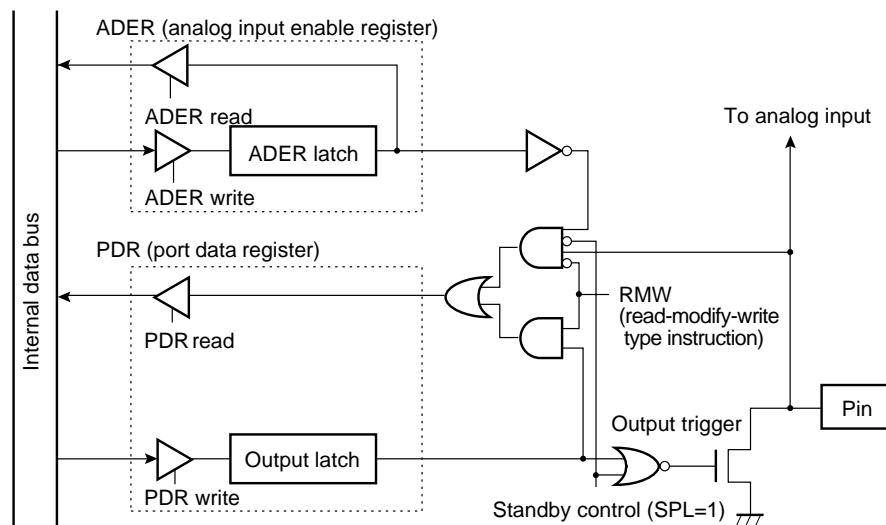 ADER (analog input enable register)
ADER read
To analog input
ADER latch
ADER write
Internal data bus
PDR (port data register)
RMW
(read-modify-write
type instruction)
PDR read
Output trigger
Pin
Output latch
PDR write
Standby control (SPL=1)